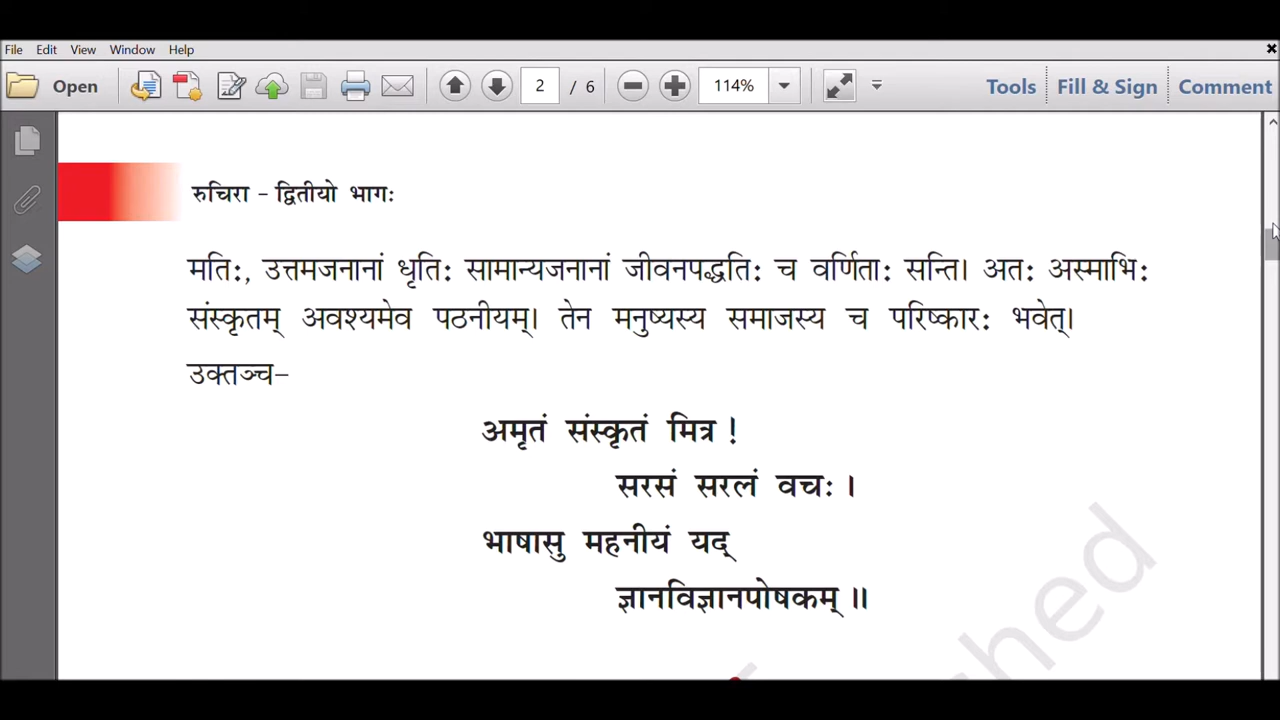 File Edit View Window Help
Open 2 / 6 114% Tools Fill & Sign Comment
रुचिरा - द्वितीयो भागः
मतिः, उत्तमजनानां धृतिः सामान्यजनानां जीवनपद्धतिः च वर्णिताः सन्ति। अतः अस्माभिः
संस्कृतम् अवश्यमेव पठनीयम्। तेन मनुष्यस्य समाजस्य च परिष्कारः भवेत्।
उक्तञ्च–
अमृतं संस्कृतं मित्र !
सरसं सरलं वचः ।
भाषासु महनीयं यद्
ज्ञानविज्ञानपोषकम् ॥